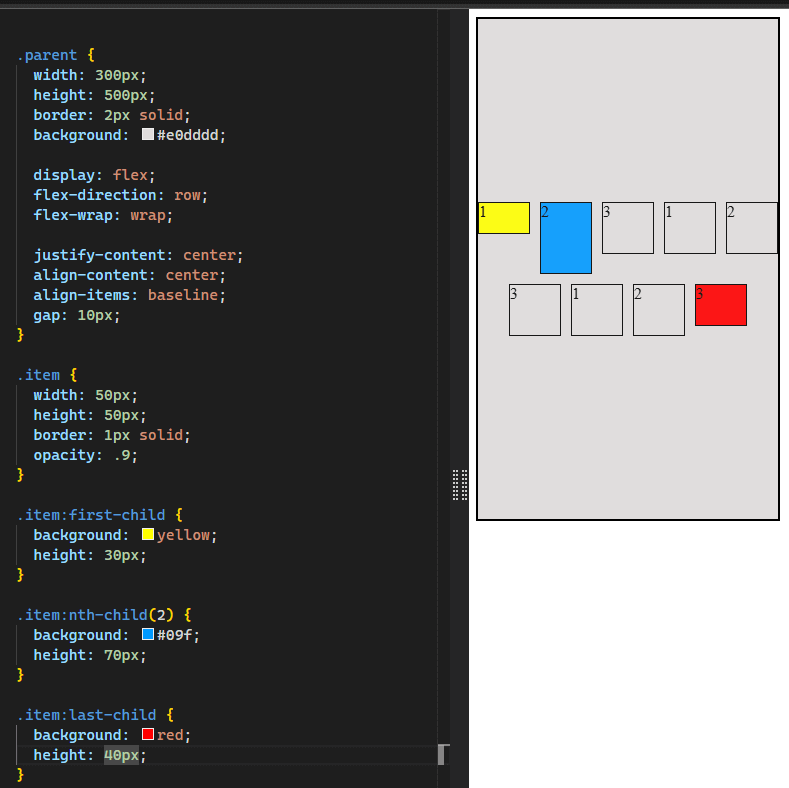 .parent {
width: 300px;
height: 500px;
border: 2px solid;
background: #e0dddd;
display: flex;
flex-direction: row;
flex-wrap: wrap;
justify-content: center;
align-content: center;
align-items: baseline;
gap: 10px;
}
.item {
width: 50px;
height: 50px;
border: 1px solid;
opacity: .9;
}
.item:first-child {
background: yellow;
height: 30px;
}
.item:nth-child(2) {
background: #09f;
height: 70px;
}
.item:last-child {
background: red;
height: 40px;
}
1 2 3 1 2
3 1 2 3